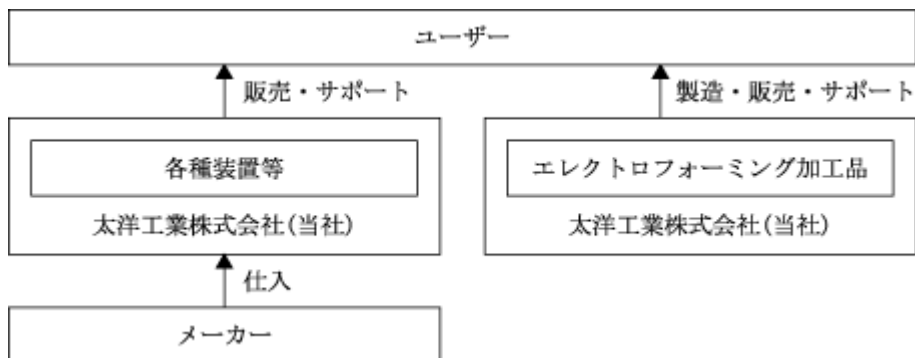 ユーザー
販売・サポート
製造・販売・サポート
各種装置等
エレクトロフォーミング加工品
太洋工業株式会社(当社)
太洋工業株式会社(当社)
仕入
メーカー